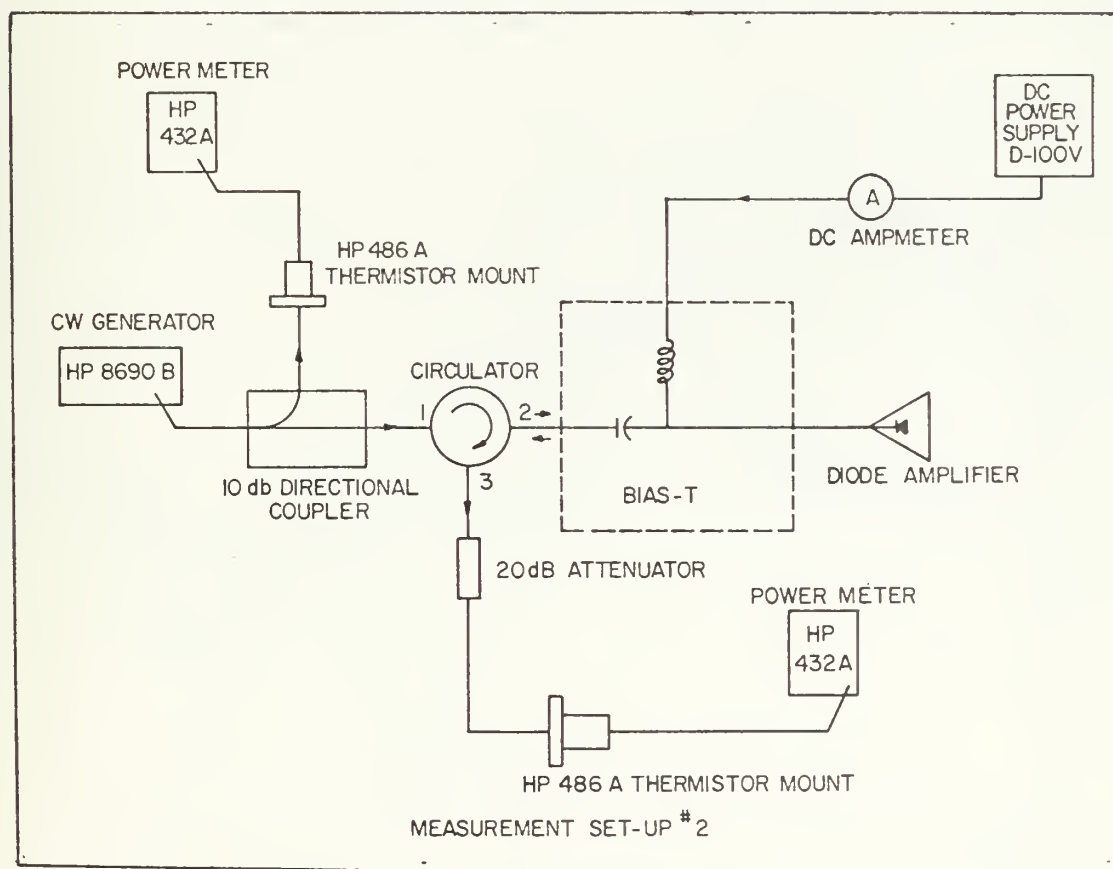 POWER METER
HP
432A
DC
POWER
SUPPLY
D-100V
A
DC AMPMETER
HP 486 A
THERMISTOR MOUNT
CW GENERATOR
HP 8690 B
CIRCULATOR
1
2
3
10 db DIRECTIONAL
COUPLER
BIAS-T
DIODE AMPLIFIER
20dB ATTENUATOR
POWER METER
HP
432A
HP 486 A THERMISTOR MOUNT
MEASUREMENT SET-UP #2